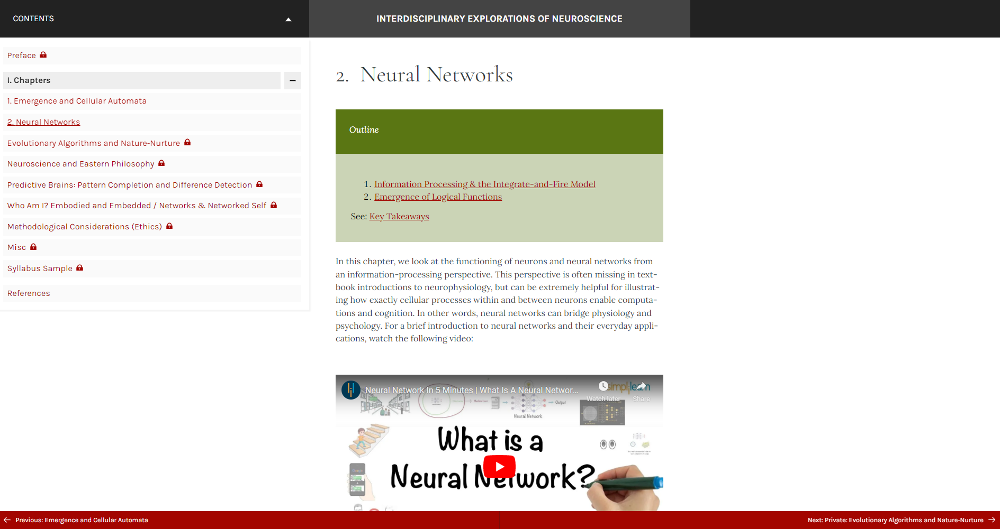 CONTENTS
INTERDISCIPLINARY EXPLORATIONS OF NEUROSCIENCE
Preface
I. Chapters
1. Emergence and Cellular Automata
2. Neural Networks
Evolutionary Algorithms and Nature-Nurture
Neuroscience and Eastern Philosophy
Predictive Brains: Pattern Completion and Difference Detection
Who Am I? Embodied and Embedded / Networks & Networked Self
Methodological Considerations (Ethics)
Misc
Syllabus Sample
References
2. Neural Networks
Outline
1. Information Processing & the Integrate-and-Fire Model
2. Emergence of Logical Functions
See: Key Takeaways
In this chapter, we look at the functioning of neurons and neural networks from
an information-processing perspective. This perspective is often missing in text-
book introductions to neurophysiology, but can be extremely helpful for illustrat-
ing how exactly cellular processes within and between neurons enable computa-
tions and cognition. In other words, neural networks can bridge physiology and
psychology. For a brief introduction to neural networks and their everyday appli-
cations, watch the following video:
Neural Network In 5 Minutes | What Is A Neural Networ...
simplilearn
Watch later
Share
Machine Learn
Output
Neural Network
What is a
Neural Network?
Google
Previous: Emergence and Cellular Automata
Next: Private: Evolutionary Algorithms and Nature-Nurture